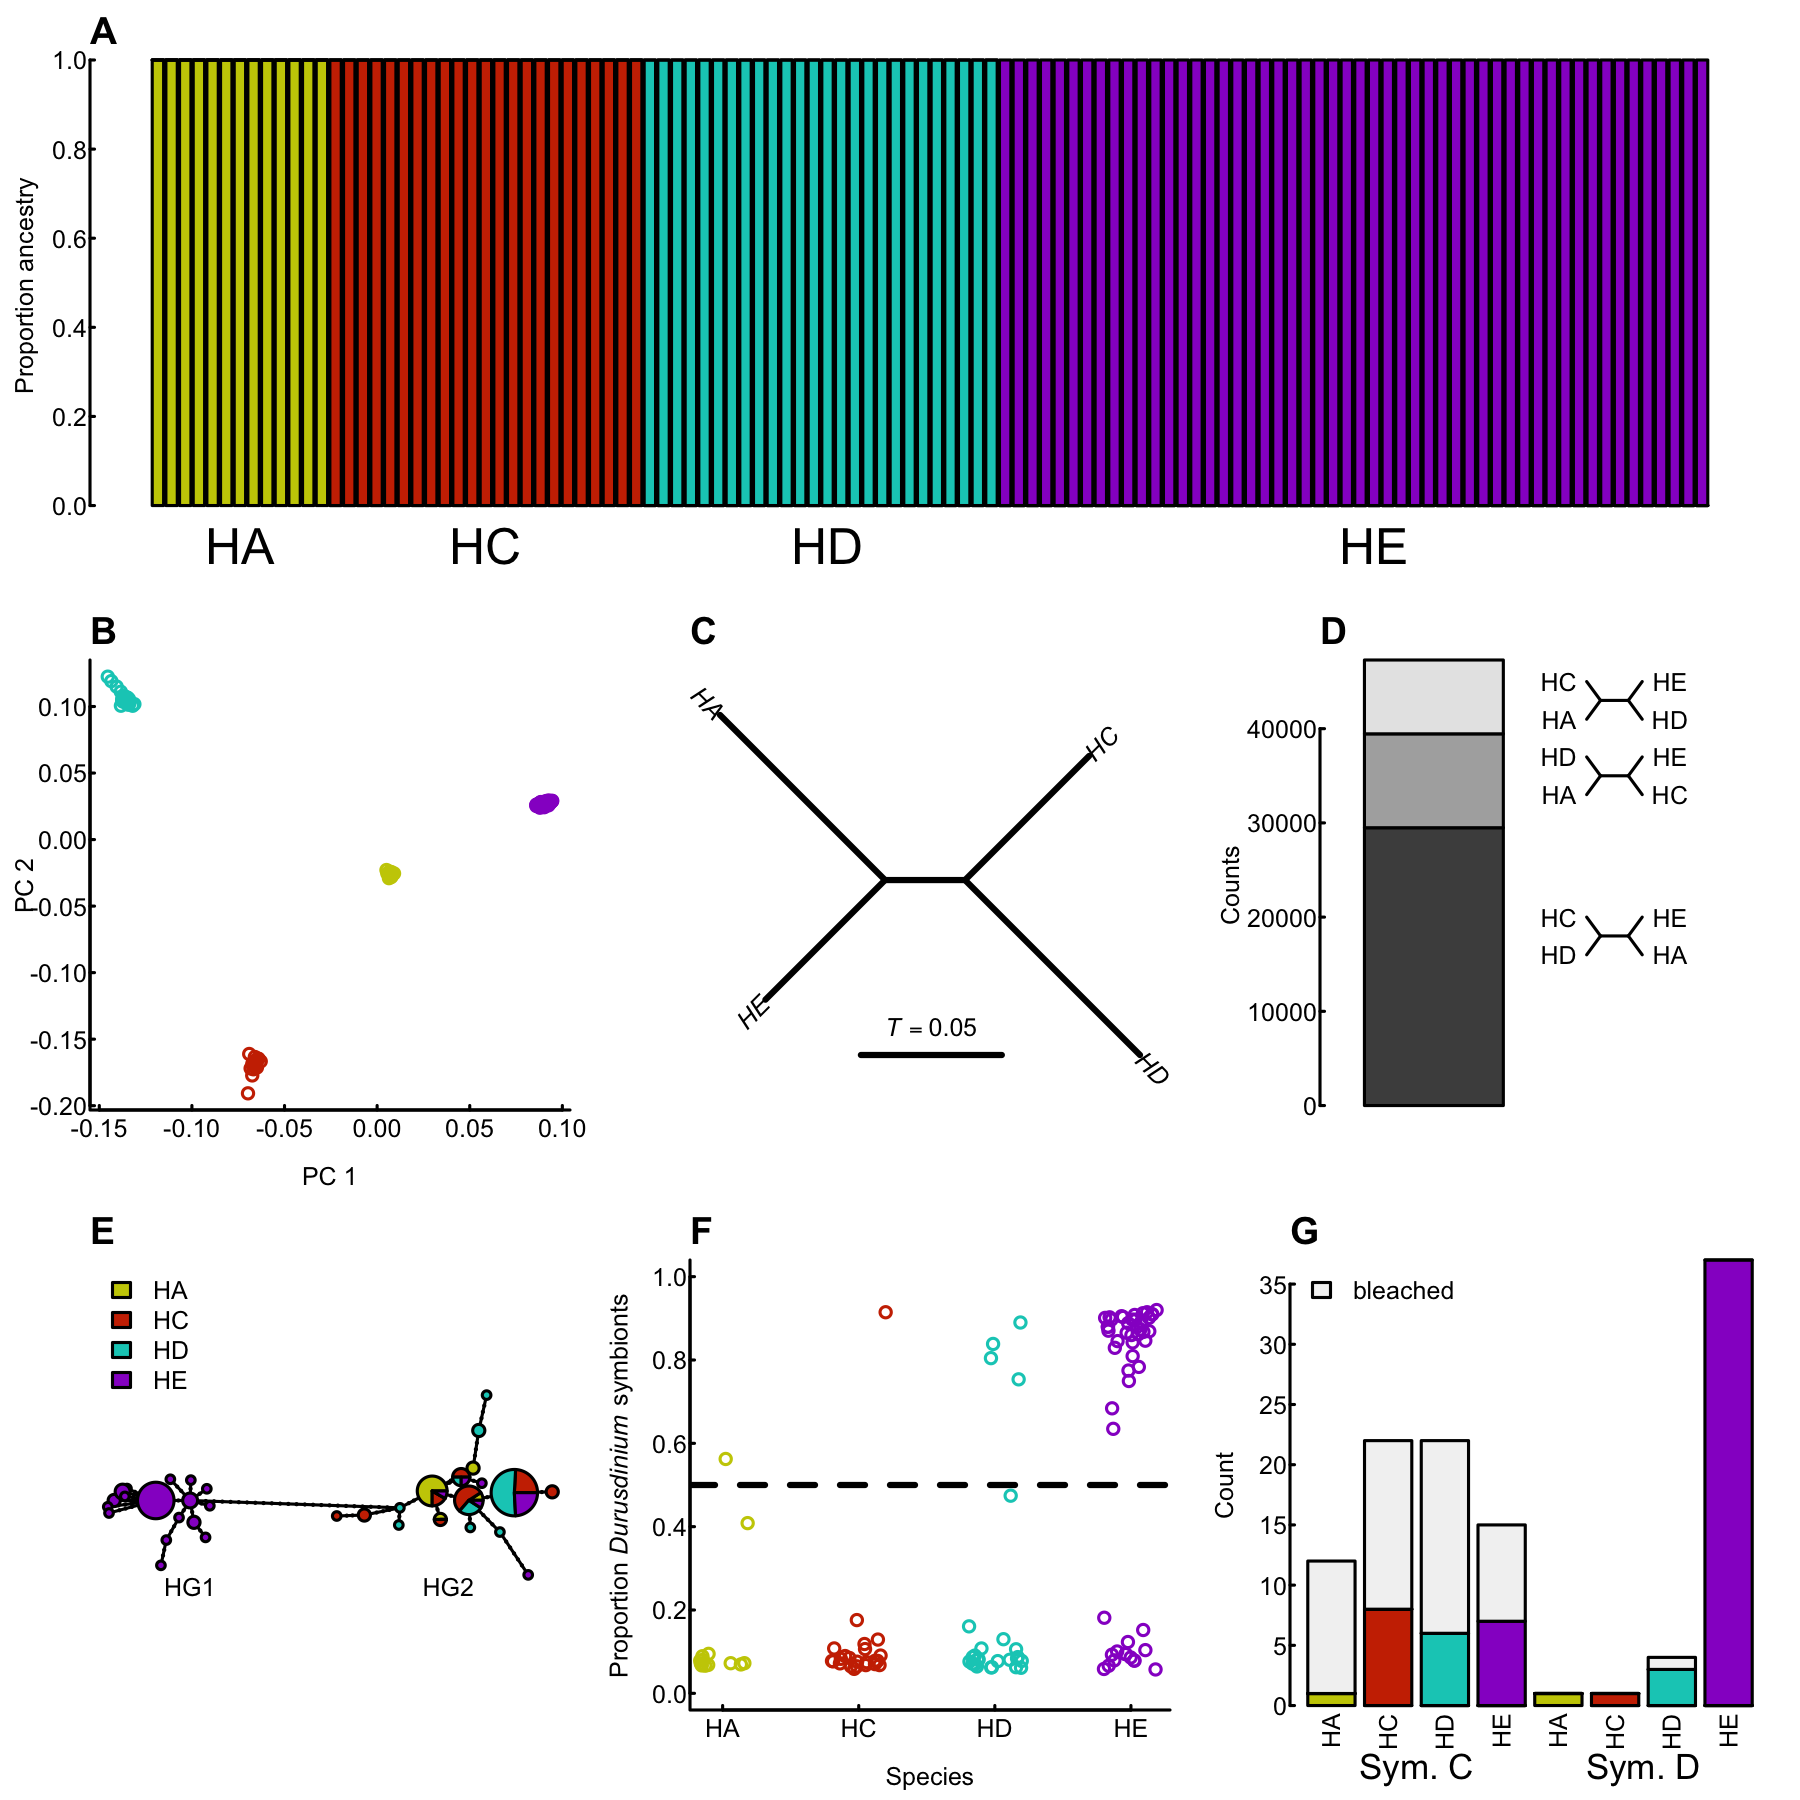 A
1.0
0.8
0.6
0.4
0.2
0.0
Proportion ancestry
HA HC HD HE
B
0.10
0.05
0.00
-0.05
-0.10
-0.15
-0.20
PC 2
-0.15 -0.10 -0.05 0.00 0.05 0.10
PC 1
C
HA
HC
HE
HD
T = 0.05
D
40000
30000
20000
10000
0
Counts
HC HE
HA HD
HD HE
HA HC
HC HE
HD HA
E
HA
HC
HD
HE
HG1 HG2
F
1.0
0.8
0.6
0.4
0.2
0.0
Proportion Durusdinium symbionts
HA HC HD HE
Species
G
35
30
25
20
15
10
5
0
Count
bleached
HA HC HD HE HA HC HD HE
Sym. C Sym. D